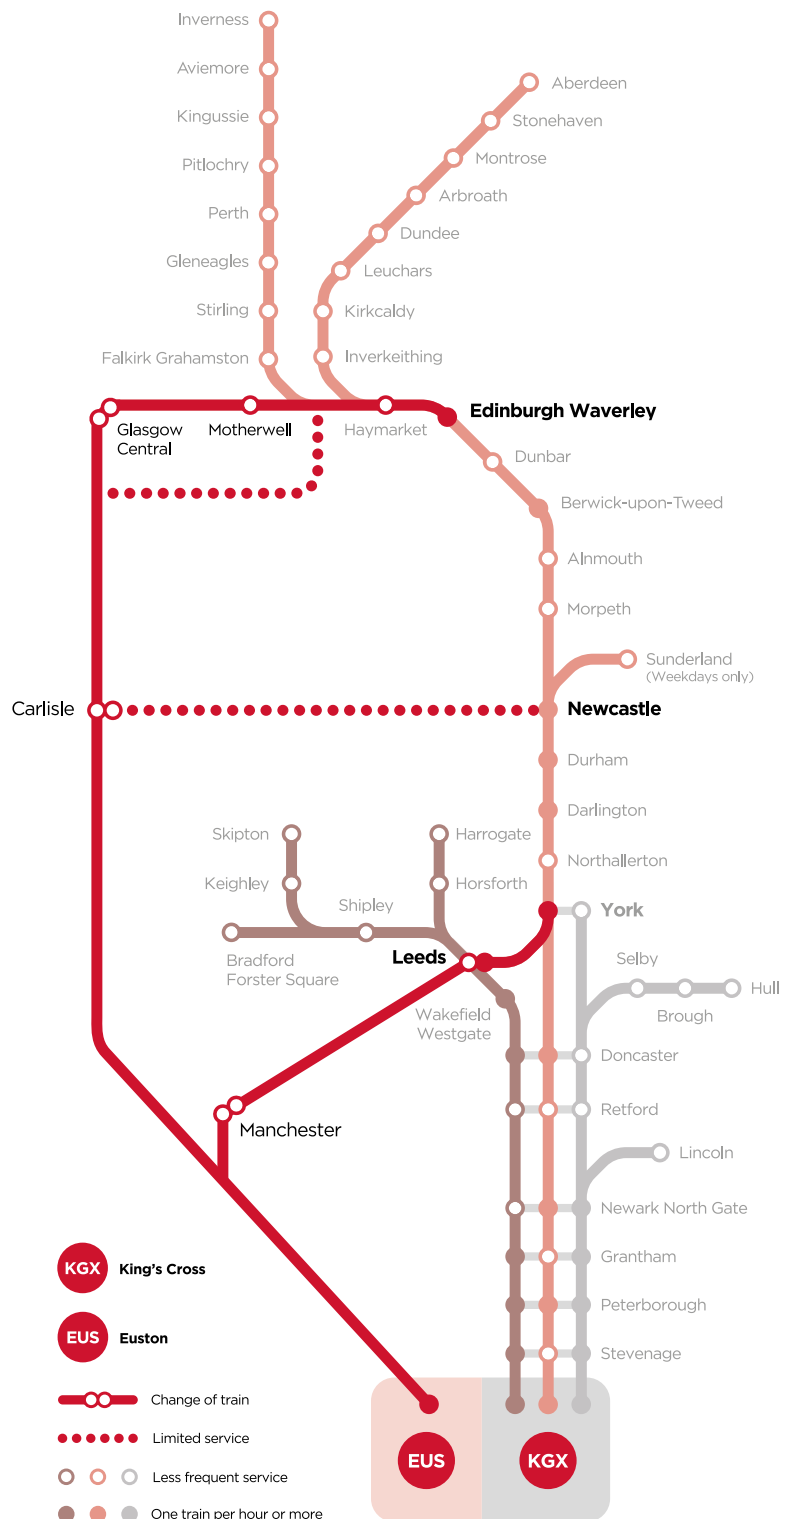 Inverness
Aviemore
Aberdeen
Kingussie
Stonehaven
Montrose
Pitlochry
Arbroath
Perth
Dundee
Gleneagles
Leuchars
Stirling
Kirkcaldy
Falkirk Grahamston
Inverkeithing
Edinburgh Waverley
Glasgow
Central
Motherwell
Haymarket
Dunbar
Berwick-upon-Tweed
Alnmouth
Morpeth
Sunderland
(Weekdays only)
Carlisle
Newcastle
Durham
Darlington
Skipton
Harrogate
Northallerton
Keighley
Horsforth
Shipley
York
Bradford
Forster Square
Leeds
Selby
Hull
Brough
Wakefield
Westgate
Doncaster
Retford
Manchester
Lincoln
Newark North Gate
Grantham
KGX King's Cross
Peterborough
EUS Euston
Stevenage
Change of train
Limited service
EUS
KGX
Less frequent service
One train per hour or more